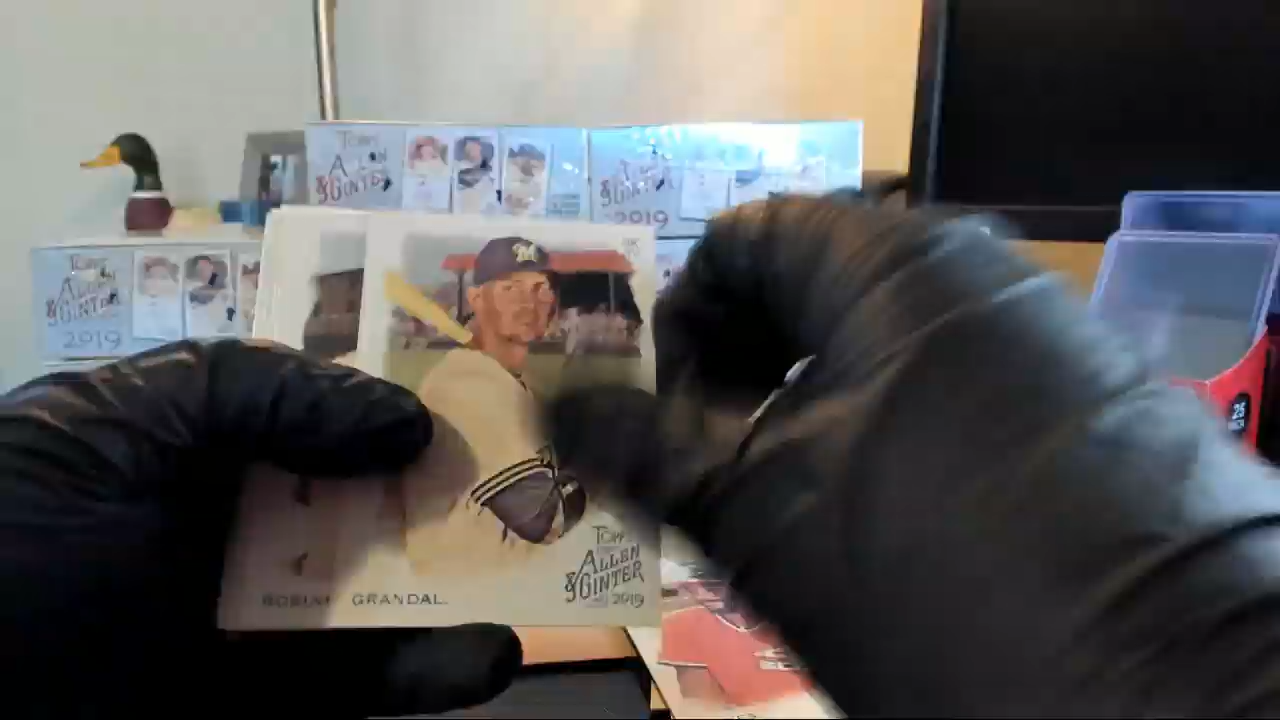 TOPPS
ALLEN
& GINTER
TOPPS
ALLEN
& GINTER
2019
TOPPS
ALLEN
& GINTER
2019
M
TOPPS
ALLEN
& GINTER
2019
GRANDAL
25